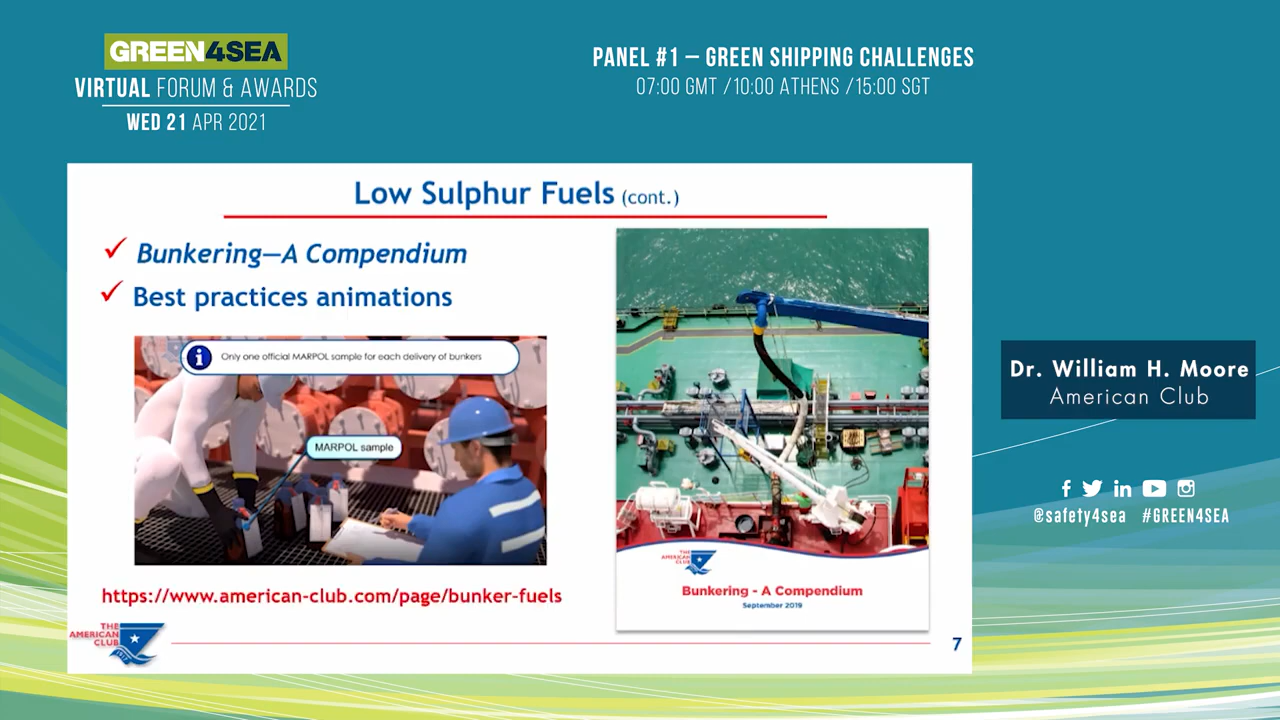 GREEN4SEA
VIRTUAL FORUM & AWARDS
WED 21 APR 2021
PANEL #1 – GREEN SHIPPING CHALLENGES
07:00 GMT /10:00 ATHENS /15:00 SGT
Low Sulphur Fuels (cont.)
Bunkering—A Compendium
Best practices animations
Only one official MARPOL sample for each delivery of bunkers
MARPOL sample
https://www.american-club.com/page/bunker-fuels
THE
AMERICAN
CLUB
Bunkering - A Compendium
September 2019
THE
AMERICAN
CLUB
7
Dr. William H. Moore
American Club
@safety4sea #GREEN4SEA